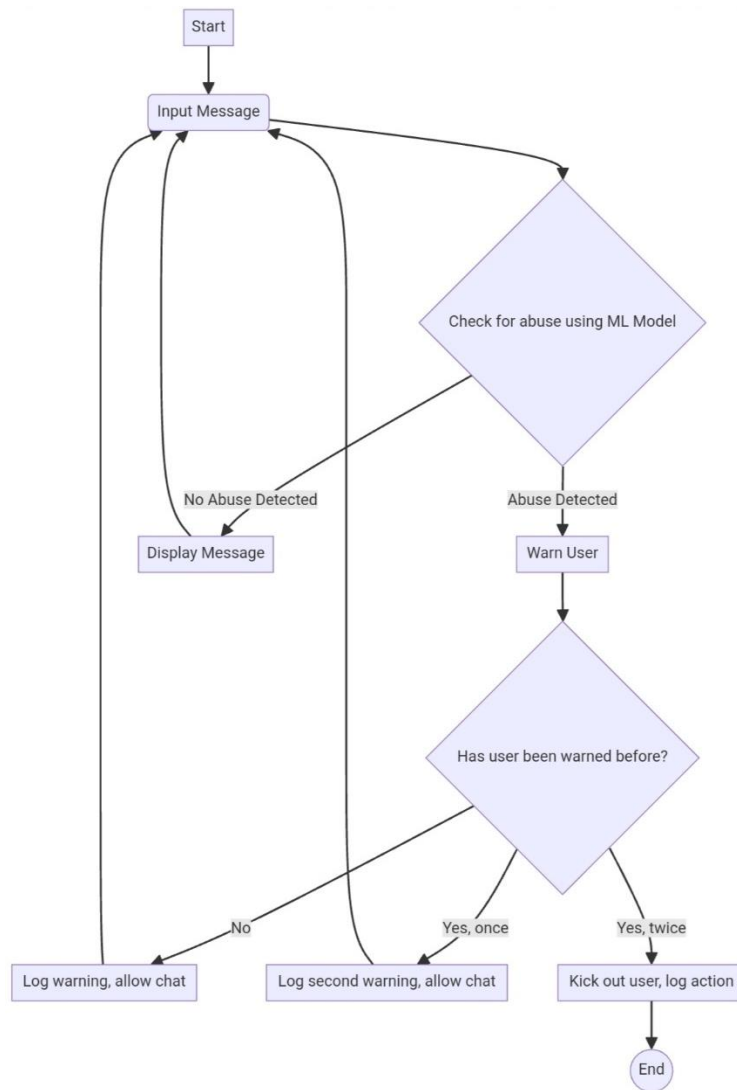 Start
Input Message
Check for abuse using ML Model
No Abuse Detected
Abuse Detected
Display Message
Warn User
Has user been warned before?
No
Yes, once
Yes, twice
Log warning, allow chat
Log second warning, allow chat
Kick out user, log action
End